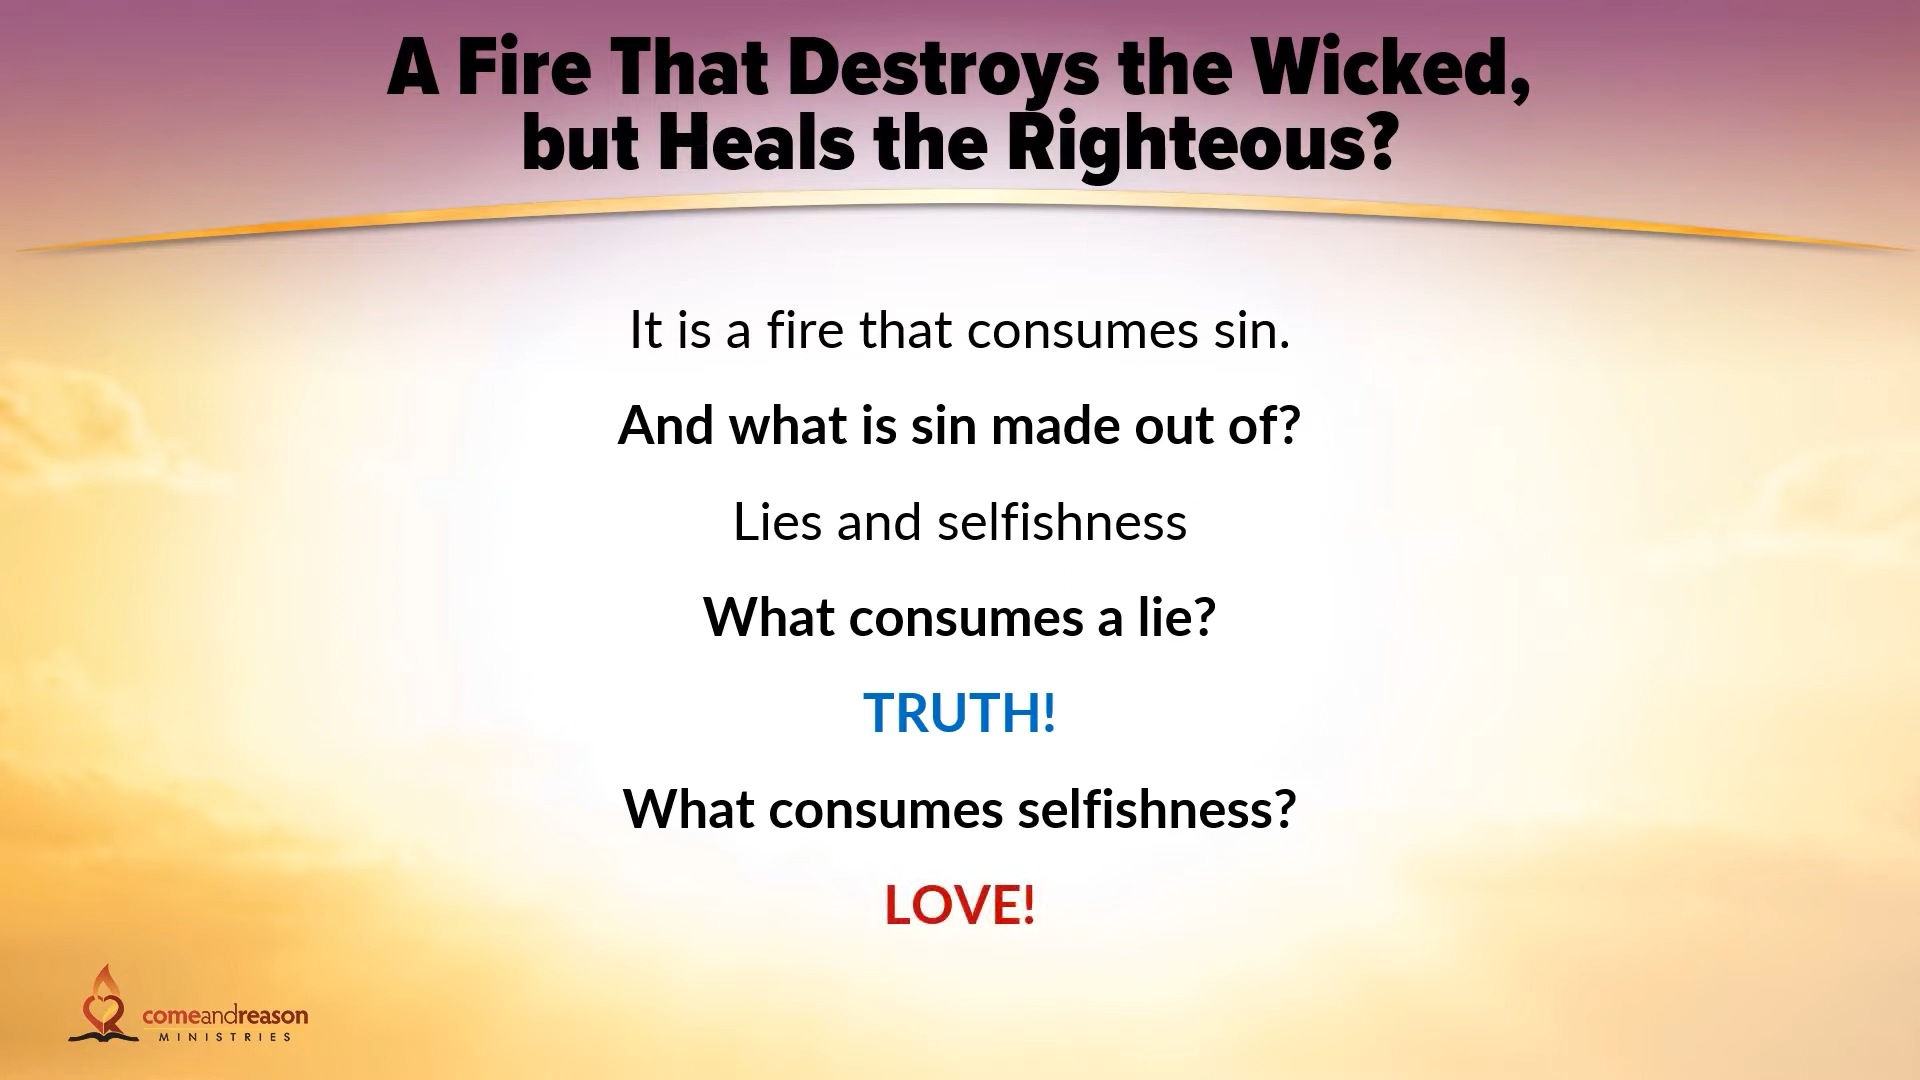 A Fire That Destroys the Wicked,
but Heals the Righteous?
It is a fire that consumes sin.
And what is sin made out of?
Lies and selfishness
What consumes a lie?
TRUTH!
What consumes selfishness?
LOVE!
comeandreason
MINISTRIES